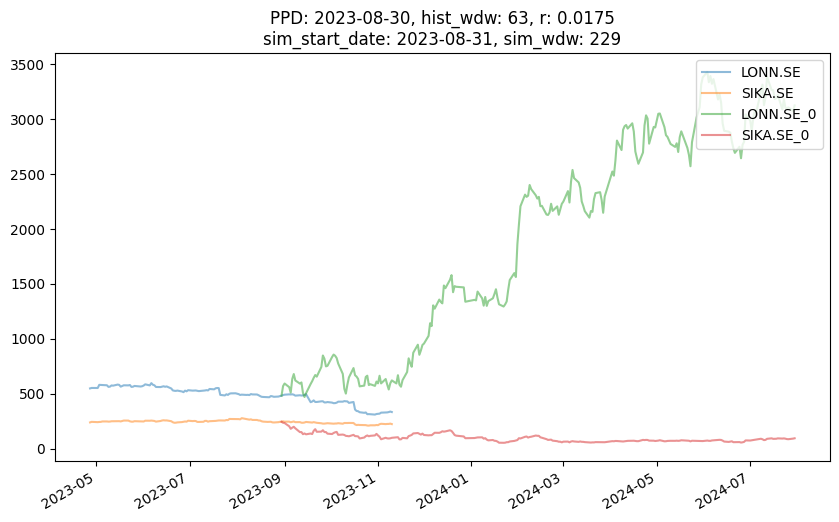 PPD: 2023-08-30, hist_wdw: 63, r: 0.0175
sim_start_date: 2023-08-31, sim_wdw: 229
3500
3000
2500
2000
1500
1000
500
0
LONN.SE
SIKA.SE
LONN.SE_0
SIKA.SE_0
2023-05
2023-07
2023-09
2023-11
2024-01
2024-03
2024-05
2024-07